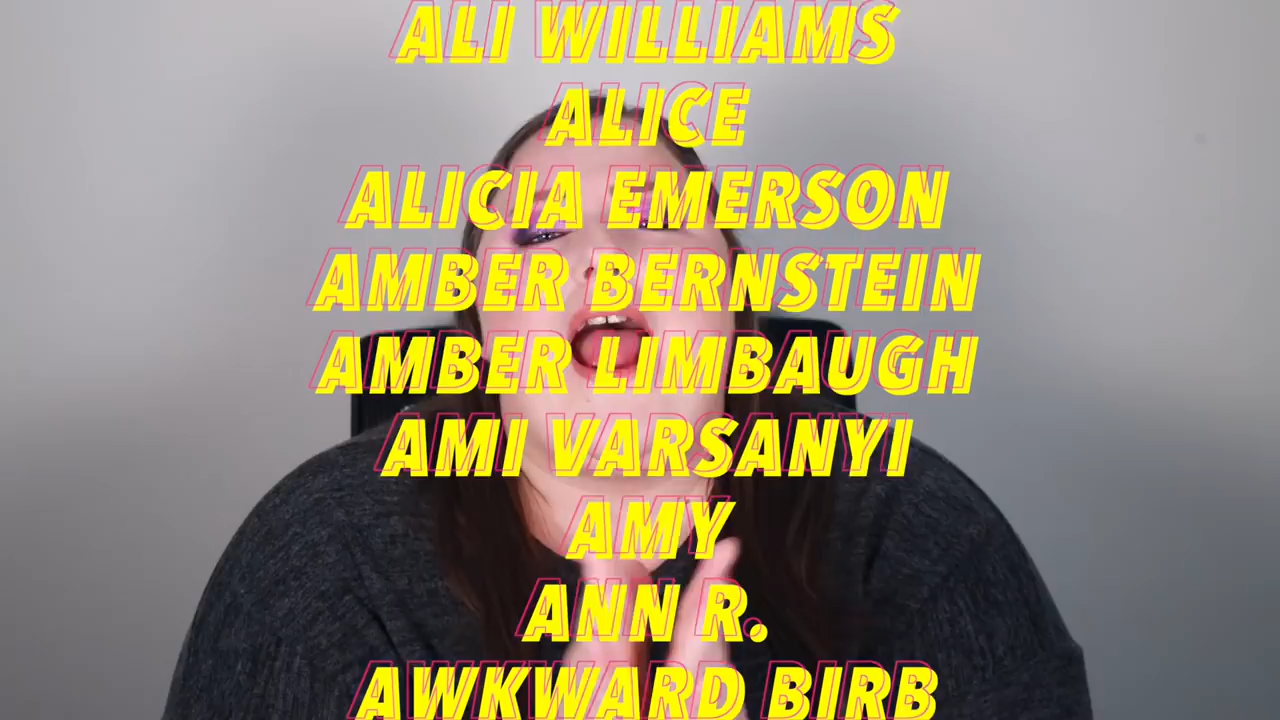 ALI WILLIAMS
ALICE
ALICIA EMERSON
AMBER BERNSTEIN
AMBER LIMBAUGH
AMI VARSANYI
AMY
ANN R.
AWKWARD BIRB